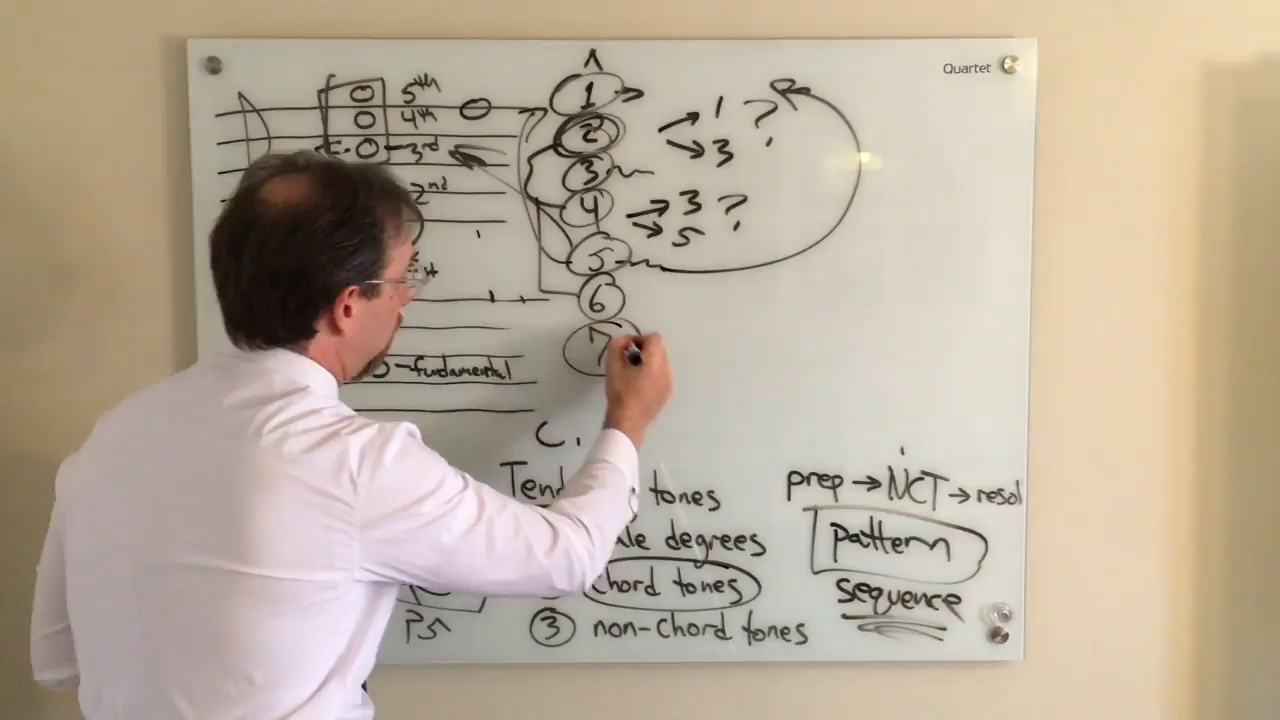 Quartet
5th
4th
3rd
2nd
-fundamental
^
1 →
2 → 1 ?
→ 3
3
4 → 3 ?
→ 5
5
6
7
C.
tones
degrees
chord tones
③ non-chord tones
P5
prep → NCT → resol
pattern
sequence